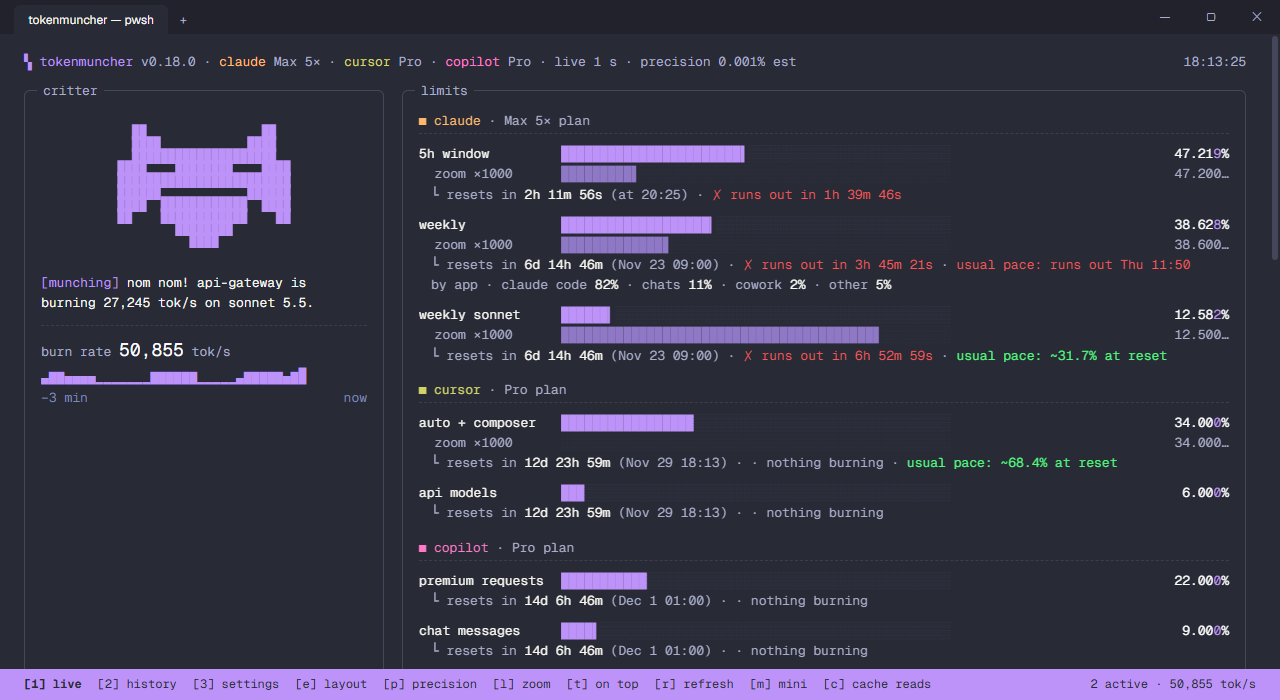 tokenmuncher — pwsh +
tokenmuncher v0.18.0 · claude Max 5× · cursor Pro · copilot Pro · live 1 s · precision 0.001% est 18:13:25
critter
[munching] nom nom! api-gateway is
burning 27,245 tok/s on sonnet 5.5.
burn rate 50,855 tok/s
−3 min now
limits
■ claude · Max 5× plan
5h window 47.219%
zoom ×1000 47.200…
└ resets in 2h 11m 56s (at 20:25) · ✗ runs out in 1h 39m 46s
weekly 38.628%
zoom ×1000 38.600…
└ resets in 6d 14h 46m (Nov 23 09:00) · ✗ runs out in 3h 45m 21s · usual pace: runs out Thu 11:50
by app · claude code 82% · chats 11% · cowork 2% · other 5%
weekly sonnet 12.582%
zoom ×1000 12.500…
└ resets in 6d 14h 46m (Nov 23 09:00) · ✗ runs out in 6h 52m 59s · usual pace: ~31.7% at reset
■ cursor · Pro plan
auto + composer 34.000%
zoom ×1000 34.000…
└ resets in 12d 23h 59m (Nov 29 18:13) · · nothing burning · usual pace: ~68.4% at reset
api models 6.000%
└ resets in 12d 23h 59m (Nov 29 18:13) · · nothing burning
■ copilot · Pro plan
premium requests 22.000%
└ resets in 14d 6h 46m (Dec 1 01:00) · · nothing burning
chat messages 9.000%
└ resets in 14d 6h 46m (Dec 1 01:00) · · nothing burning
[1] live [2] history [3] settings [e] layout [p] precision [l] zoom [t] on top [r] refresh [m] mini [c] cache reads 2 active · 50,855 tok/s